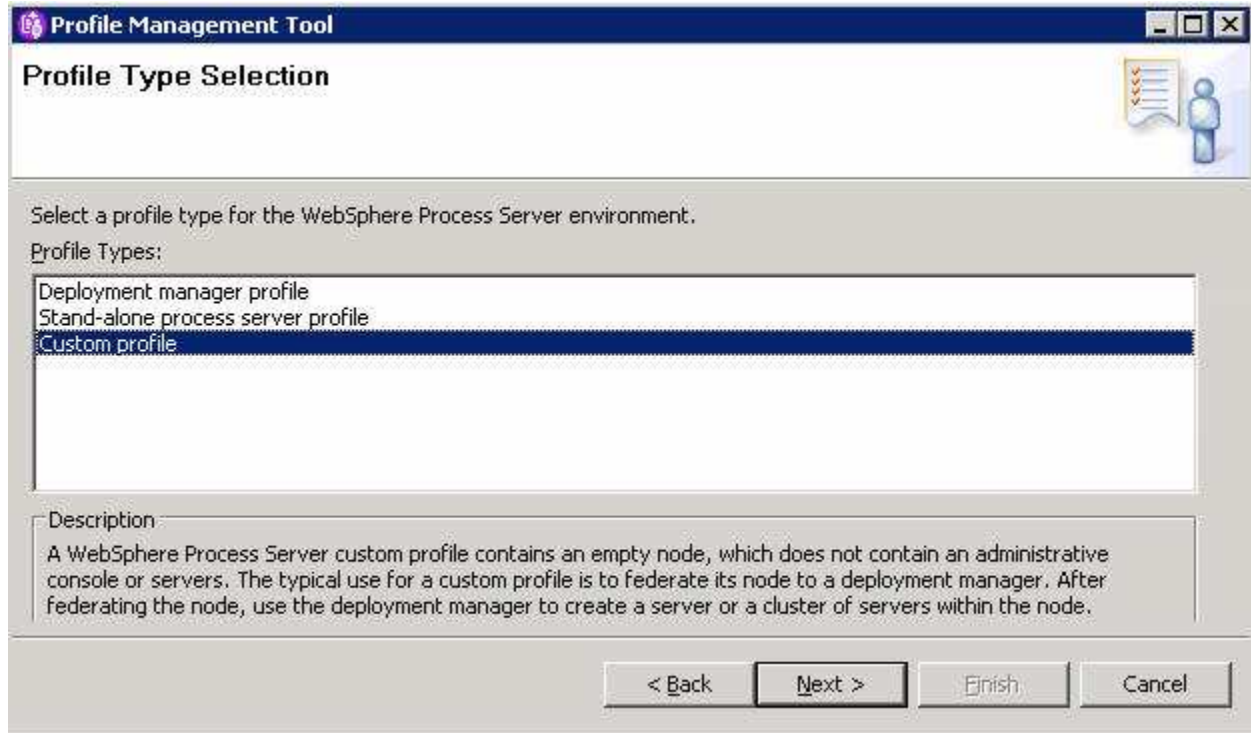 Profile Management Tool
Profile Type Selection
Select a profile type for the WebSphere Process Server environment.
Profile Types:
Deployment manager profile
Stand-alone process server profile
Custom profile
Description
A WebSphere Process Server custom profile contains an empty node, which does not contain an administrative
console or servers. The typical use for a custom profile is to federate its node to a deployment manager. After
federating the node, use the deployment manager to create a server or a cluster of servers within the node.
< Back
Next >
Finish
Cancel